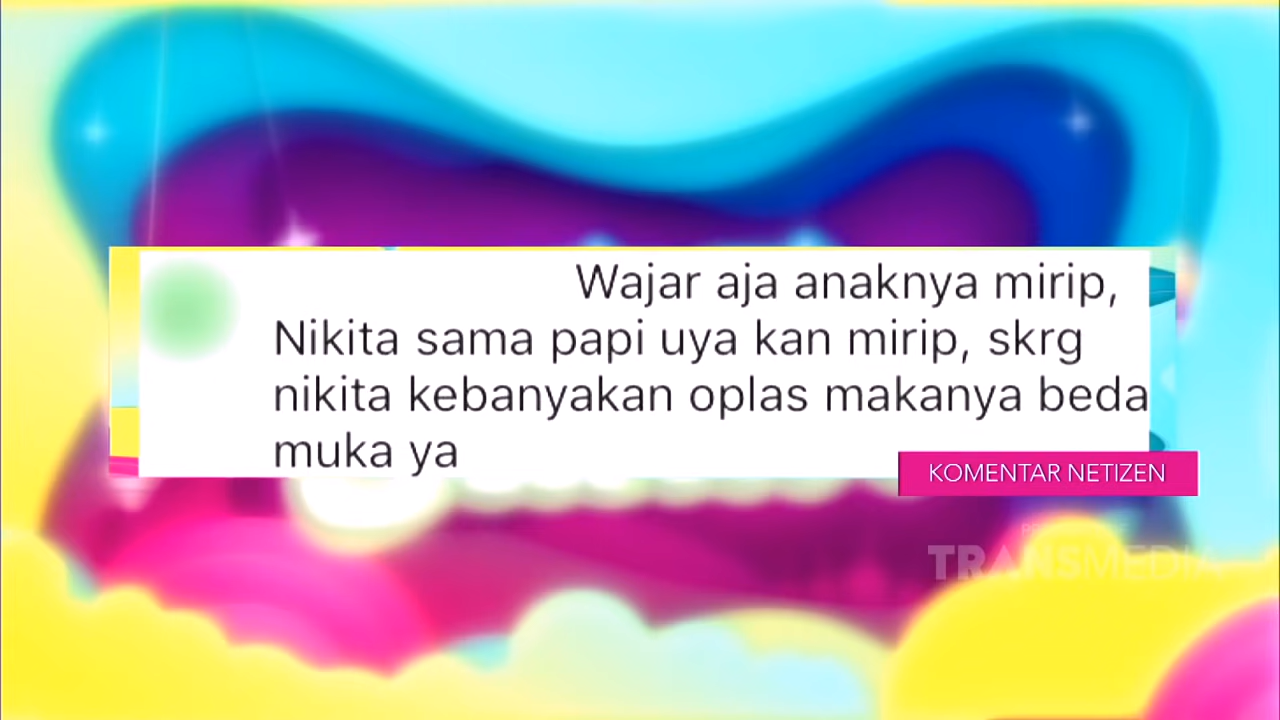 Wajar aja anaknya mirip,
Nikita sama papi uya kan mirip, skrg
nikita kebanyakan oplas makanya beda
muka ya
KOMENTAR NETIZEN
TRANSMEDIA